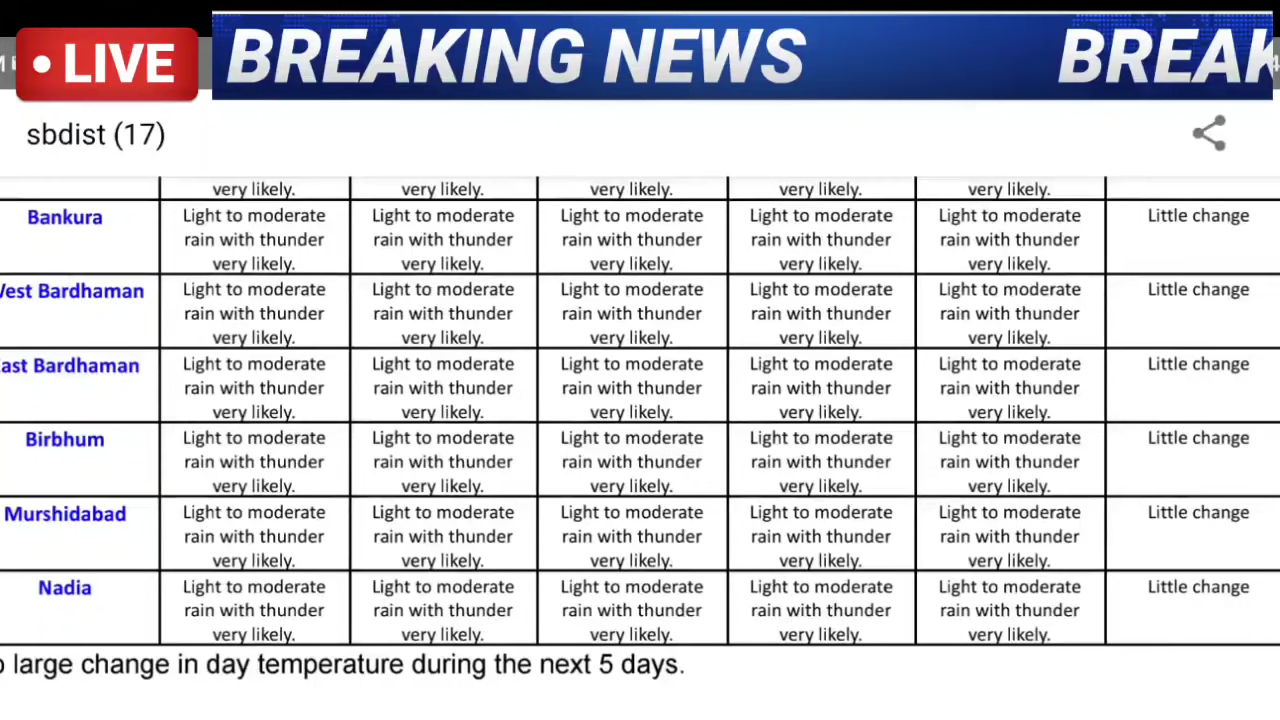 LIVE
BREAKING NEWS
BREAK
sbdist (17)
very likely. very likely. very likely. very likely. very likely.
Bankura Light to moderate Light to moderate Light to moderate Light to moderate Light to moderate Little change
rain with thunder rain with thunder rain with thunder rain with thunder rain with thunder
very likely. very likely. very likely. very likely. very likely.
West Bardhaman Light to moderate Light to moderate Light to moderate Light to moderate Light to moderate Little change
rain with thunder rain with thunder rain with thunder rain with thunder rain with thunder
very likely. very likely. very likely. very likely. very likely.
East Bardhaman Light to moderate Light to moderate Light to moderate Light to moderate Light to moderate Little change
rain with thunder rain with thunder rain with thunder rain with thunder rain with thunder
very likely. very likely. very likely. very likely. very likely.
Birbhum Light to moderate Light to moderate Light to moderate Light to moderate Light to moderate Little change
rain with thunder rain with thunder rain with thunder rain with thunder rain with thunder
very likely. very likely. very likely. very likely. very likely.
Murshidabad Light to moderate Light to moderate Light to moderate Light to moderate Light to moderate Little change
rain with thunder rain with thunder rain with thunder rain with thunder rain with thunder
very likely. very likely. very likely. very likely. very likely.
Nadia Light to moderate Light to moderate Light to moderate Light to moderate Light to moderate Little change
rain with thunder rain with thunder rain with thunder rain with thunder rain with thunder
very likely. very likely. very likely. very likely. very likely.
large change in day temperature during the next 5 days.